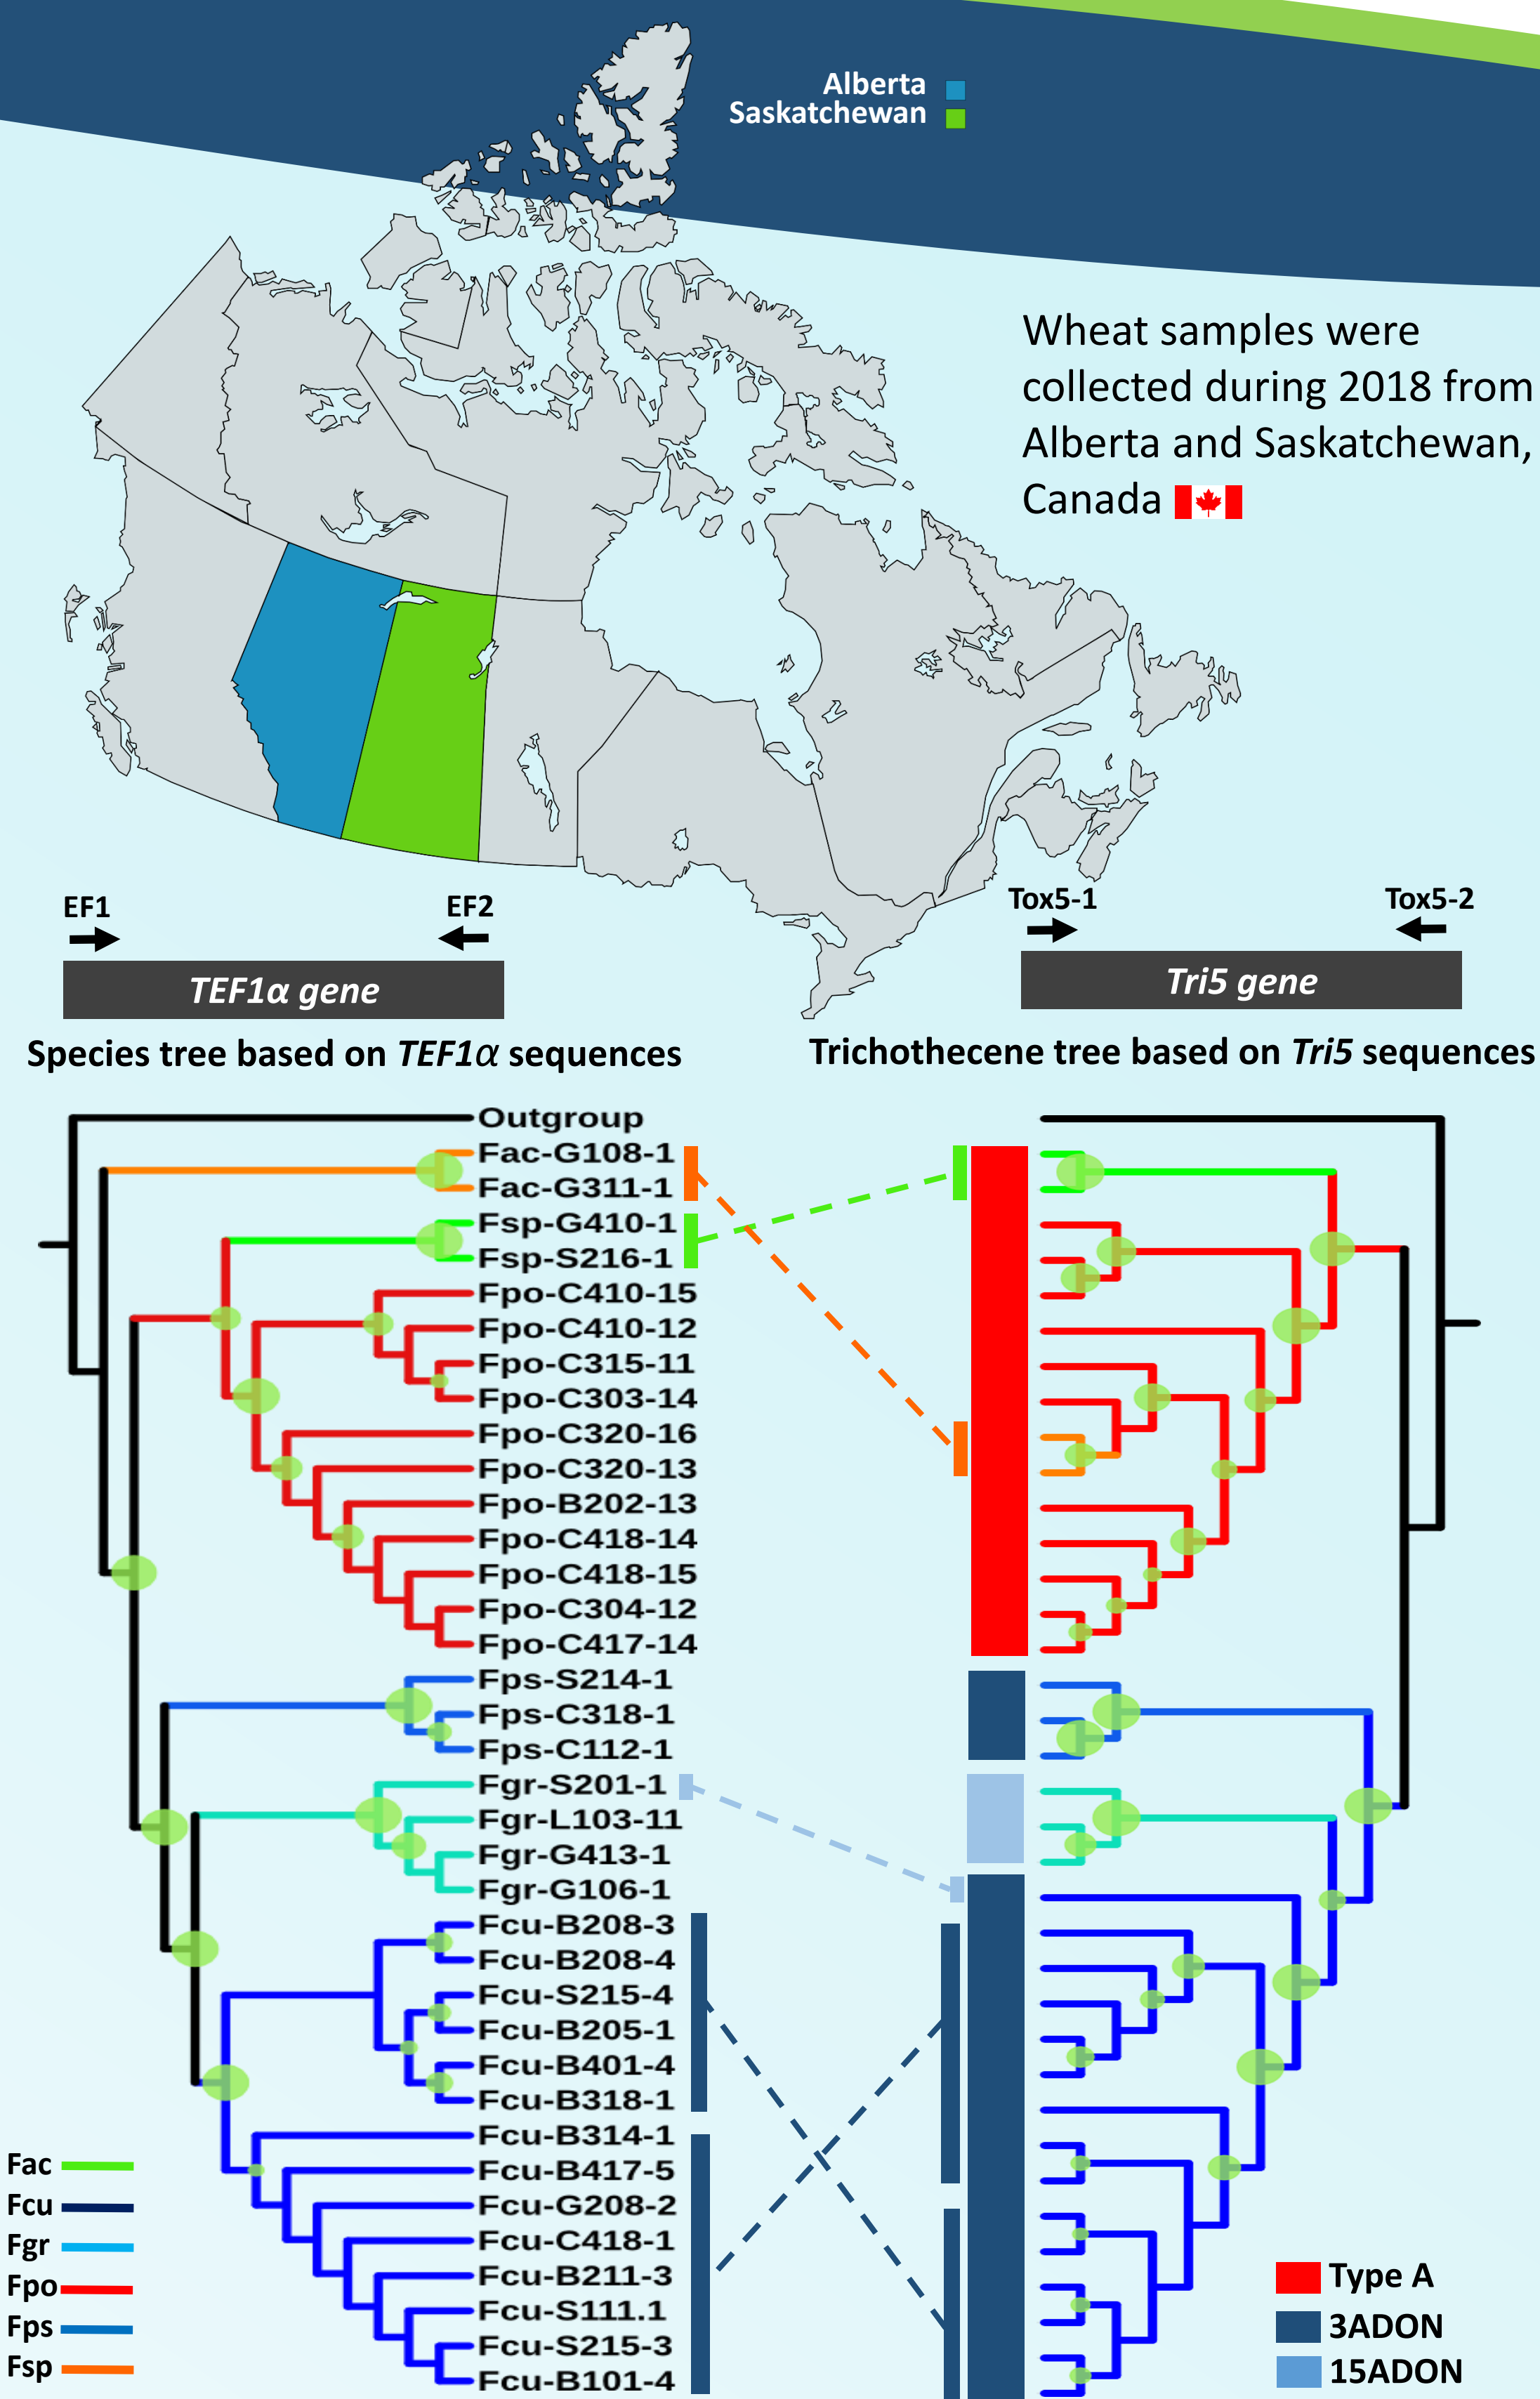 Alberta
Saskatchewan
Wheat samples were
collected during 2018 from
Alberta and Saskatchewan,
Canada
EF1
EF2
TEF1α gene
Tox5-1
Tox5-2
Tri5 gene
Species tree based on TEF1α sequences
Trichothecene tree based on Tri5 sequences
Outgroup
Fac-G108-1
Fac-G311-1
Fsp-G410-1
Fsp-S216-1
Fpo-C410-15
Fpo-C410-12
Fpo-C315-11
Fpo-C303-14
Fpo-C320-16
Fpo-C320-13
Fpo-B202-13
Fpo-C418-14
Fpo-C418-15
Fpo-C304-12
Fpo-C417-14
Fps-S214-1
Fps-C318-1
Fps-C112-1
Fgr-S201-1
Fgr-L103-11
Fgr-G413-1
Fgr-G106-1
Fcu-B208-3
Fcu-B208-4
Fcu-S215-4
Fcu-B205-1
Fcu-B401-4
Fcu-B318-1
Fcu-B314-1
Fcu-B417-5
Fcu-G208-2
Fcu-C418-1
Fcu-B211-3
Fcu-S111.1
Fcu-S215-3
Fcu-B101-4
Fac
Fcu
Fgr
Fpo
Fps
Fsp
Type A
3ADON
15ADON